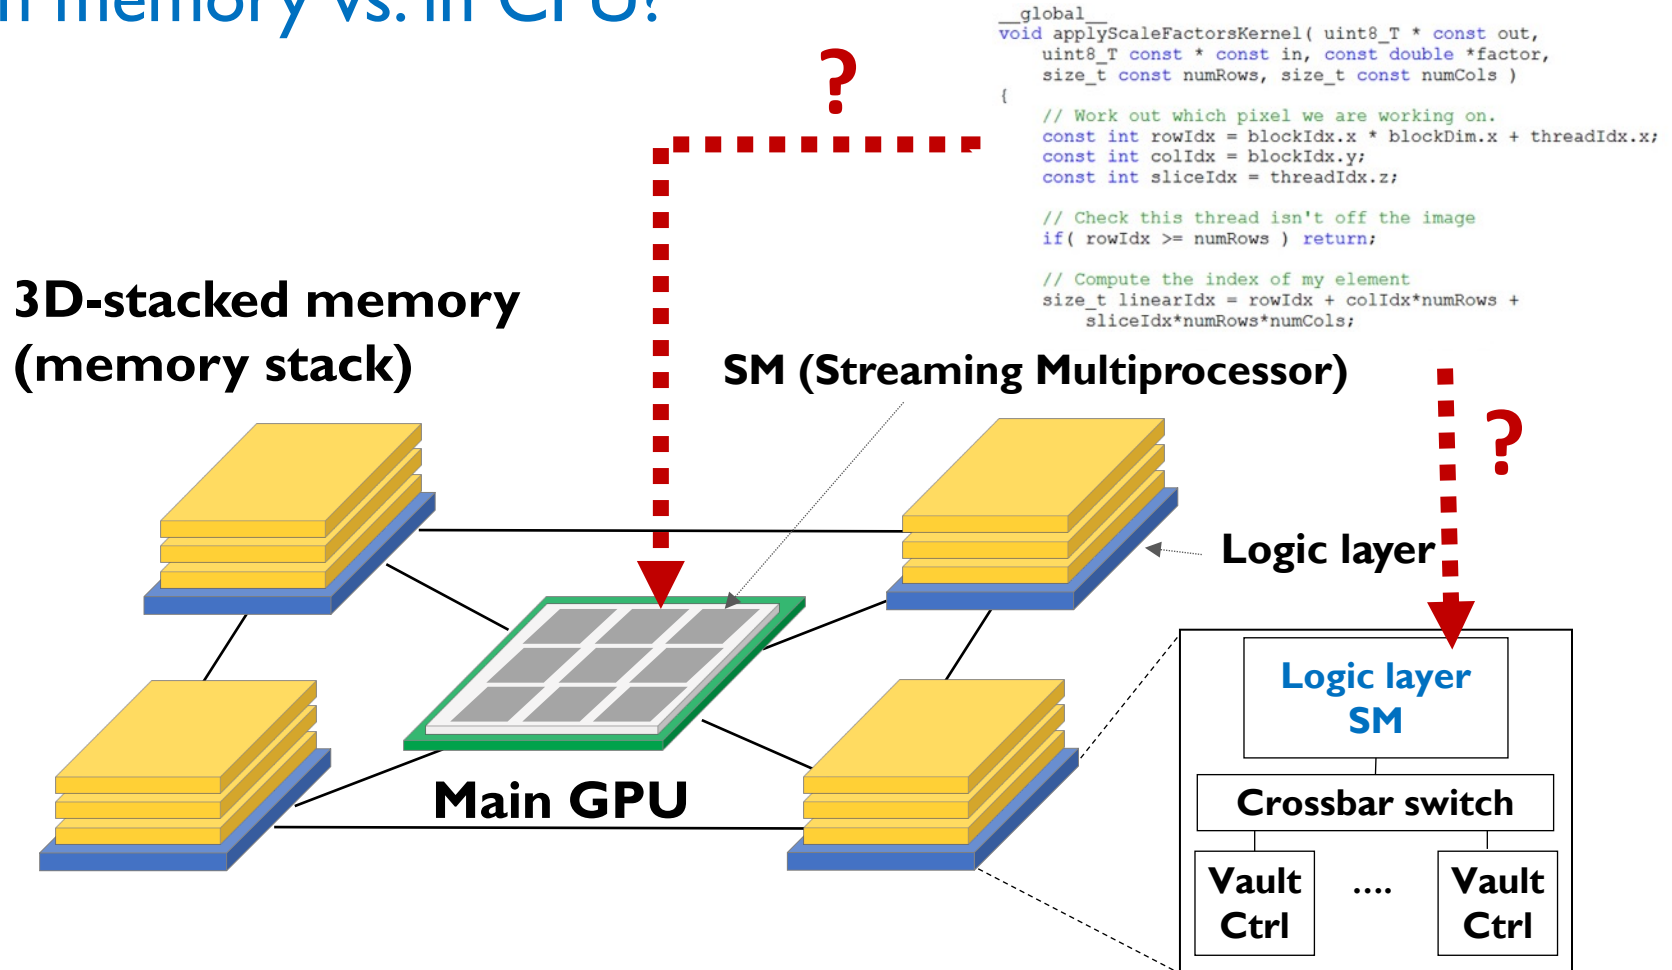 in memory vs. in CPU?
__global__
void applyScaleFactorsKernel( uint8_T * const out,
uint8_T const * const in, const double *factor,
size_t const numRows, size_t const numCols )
{
// Work out which pixel we are working on.
const int rowIdx = blockIdx.x * blockDim.x + threadIdx.x;
const int colIdx = blockIdx.y;
const int sliceIdx = threadIdx.z;
// Check this thread isn't off the image
if( rowIdx >= numRows ) return;
// Compute the index of my element
size_t linearIdx = rowIdx + colIdx*numRows +
sliceIdx*numRows*numCols;
?
3D-stacked memory
(memory stack)
SM (Streaming Multiprocessor)
?
Logic layer
Main GPU
Logic layer
SM
Crossbar switch
Vault
Ctrl
....
Vault
Ctrl